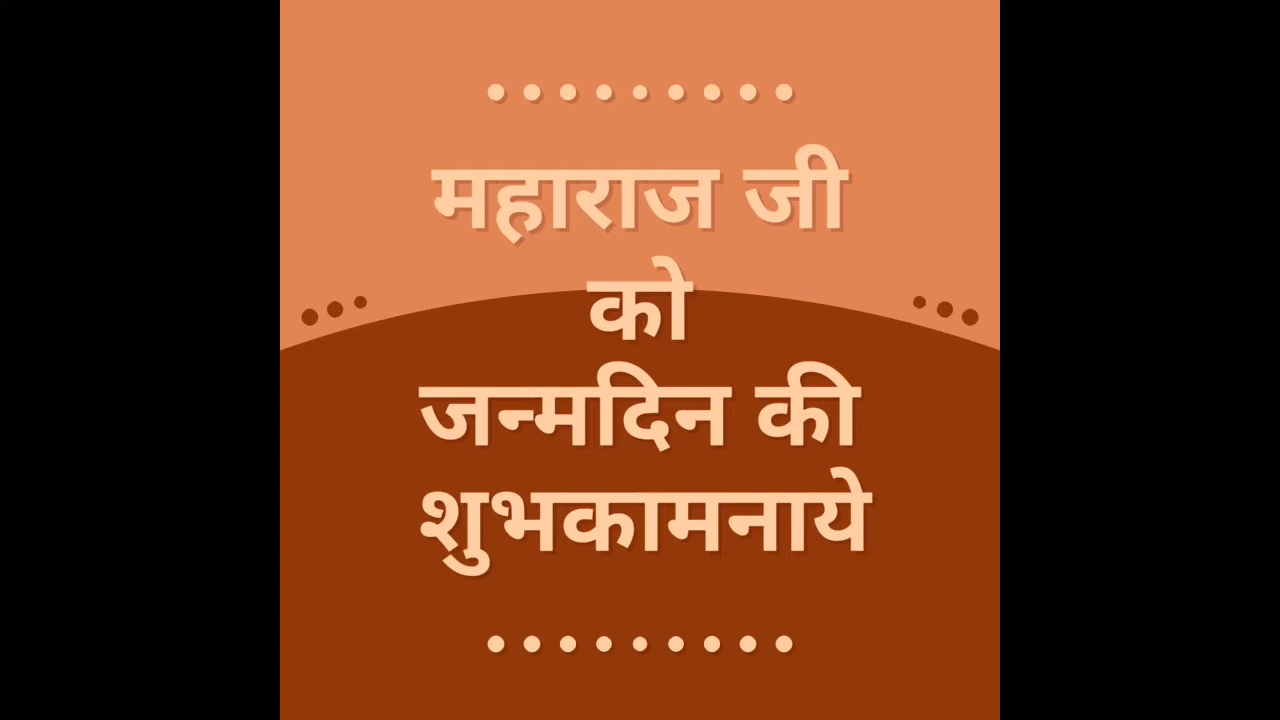 महाराज जी
को
जन्मदिन की
शुभकामनाये